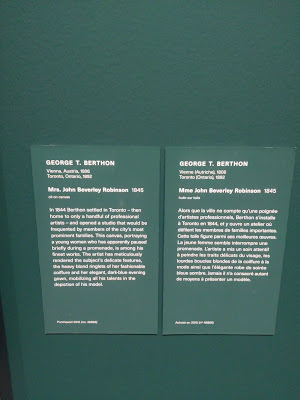 GEORGE T. BERTHON
Vienna, Austria, 1806
Toronto, Ontario, 1892
Mrs. John Beverley Robinson 1845
oil on canvas
In 1844 Berthon settled in Toronto – then
home to only a handful of professional
artists – and opened a studio that would
be frequented by members of the city's most
prominent families. This canvas, portraying
a young woman who has apparently paused
briefly during a promenade, is among his
finest works. The artist has meticulously
rendered the subject's delicate features,
the heavy blond ringlets of her fashionable
coiffure and her elegant, dark-blue evening
gown, mobilizing all his talents in the
depiction of his model.
Purchased 2010
GEORGE T. BERTHON
Vienne (Autriche), 1806
Toronto (Ontario), 1892
Mme John Beverley Robinson 1845
huile sur toile
Alors que la ville ne compte qu'une poignée
d'artistes professionnels, Berthon s'installe
à Toronto en 1844, et y ouvre un atelier où
défilent les membres de familles importantes.
Cette toile figure parmi ses meilleures œuvres.
La jeune femme semble interrompre une
promenade. L'artiste a mis un soin attentif
à peindre les traits délicats du visage, les
lourdes boucles blondes de la coiffure à la
mode ainsi que l'élégante robe de soirée
bleue sombre. Jamais il n'a consacré autant
de moyens à présenter un modèle.
Acheté en 2010